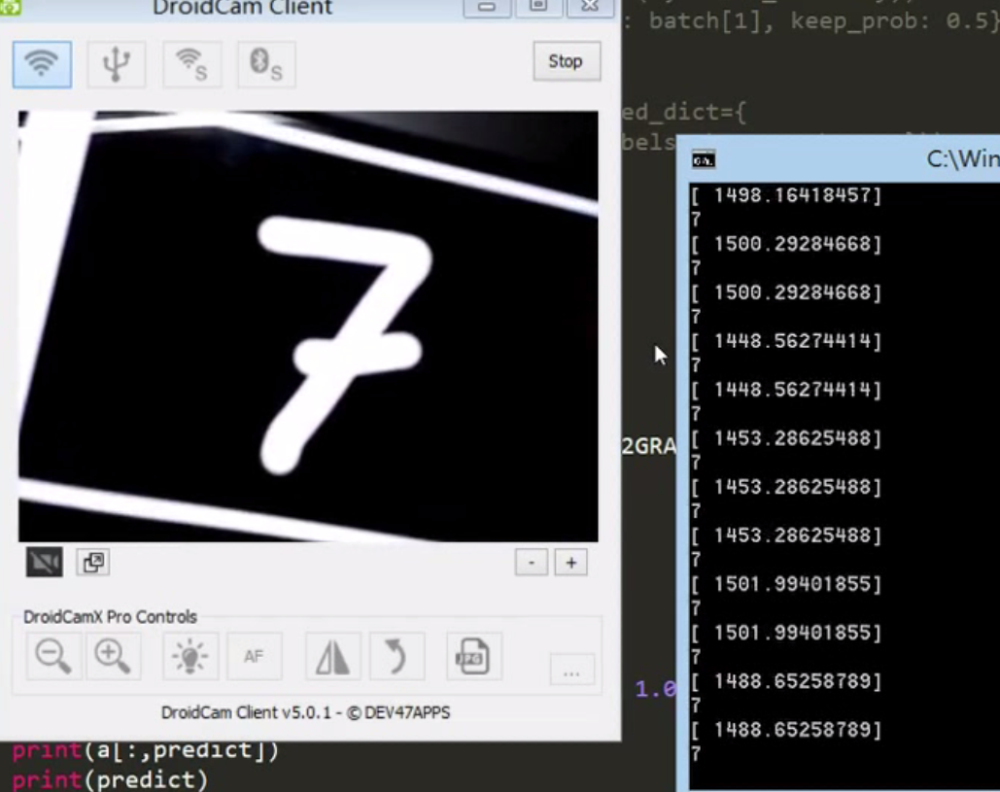 DroidCam Client
: batch[1], keep_prob: 0.5}
S
S
Stop
ed_dict={
bels
C:\Win
7
[ 1498.16418457]
7
[ 1500.29284668]
7
[ 1500.29284668]
7
[ 1448.56274414]
7
[ 1448.56274414]
7
2GRA
[ 1453.28625488]
7
[ 1453.28625488]
7
[ 1453.28625488]
7
[ 1501.99401855]
7
[ 1501.99401855]
7
[ 1488.65258789]
7
[ 1488.65258789]
7
- +
DroidCamX Pro Controls
AF
JPG
...
1.0
DroidCam Client v5.0.1 - © DEV47APPS
print(a[:,predict])
print(predict)